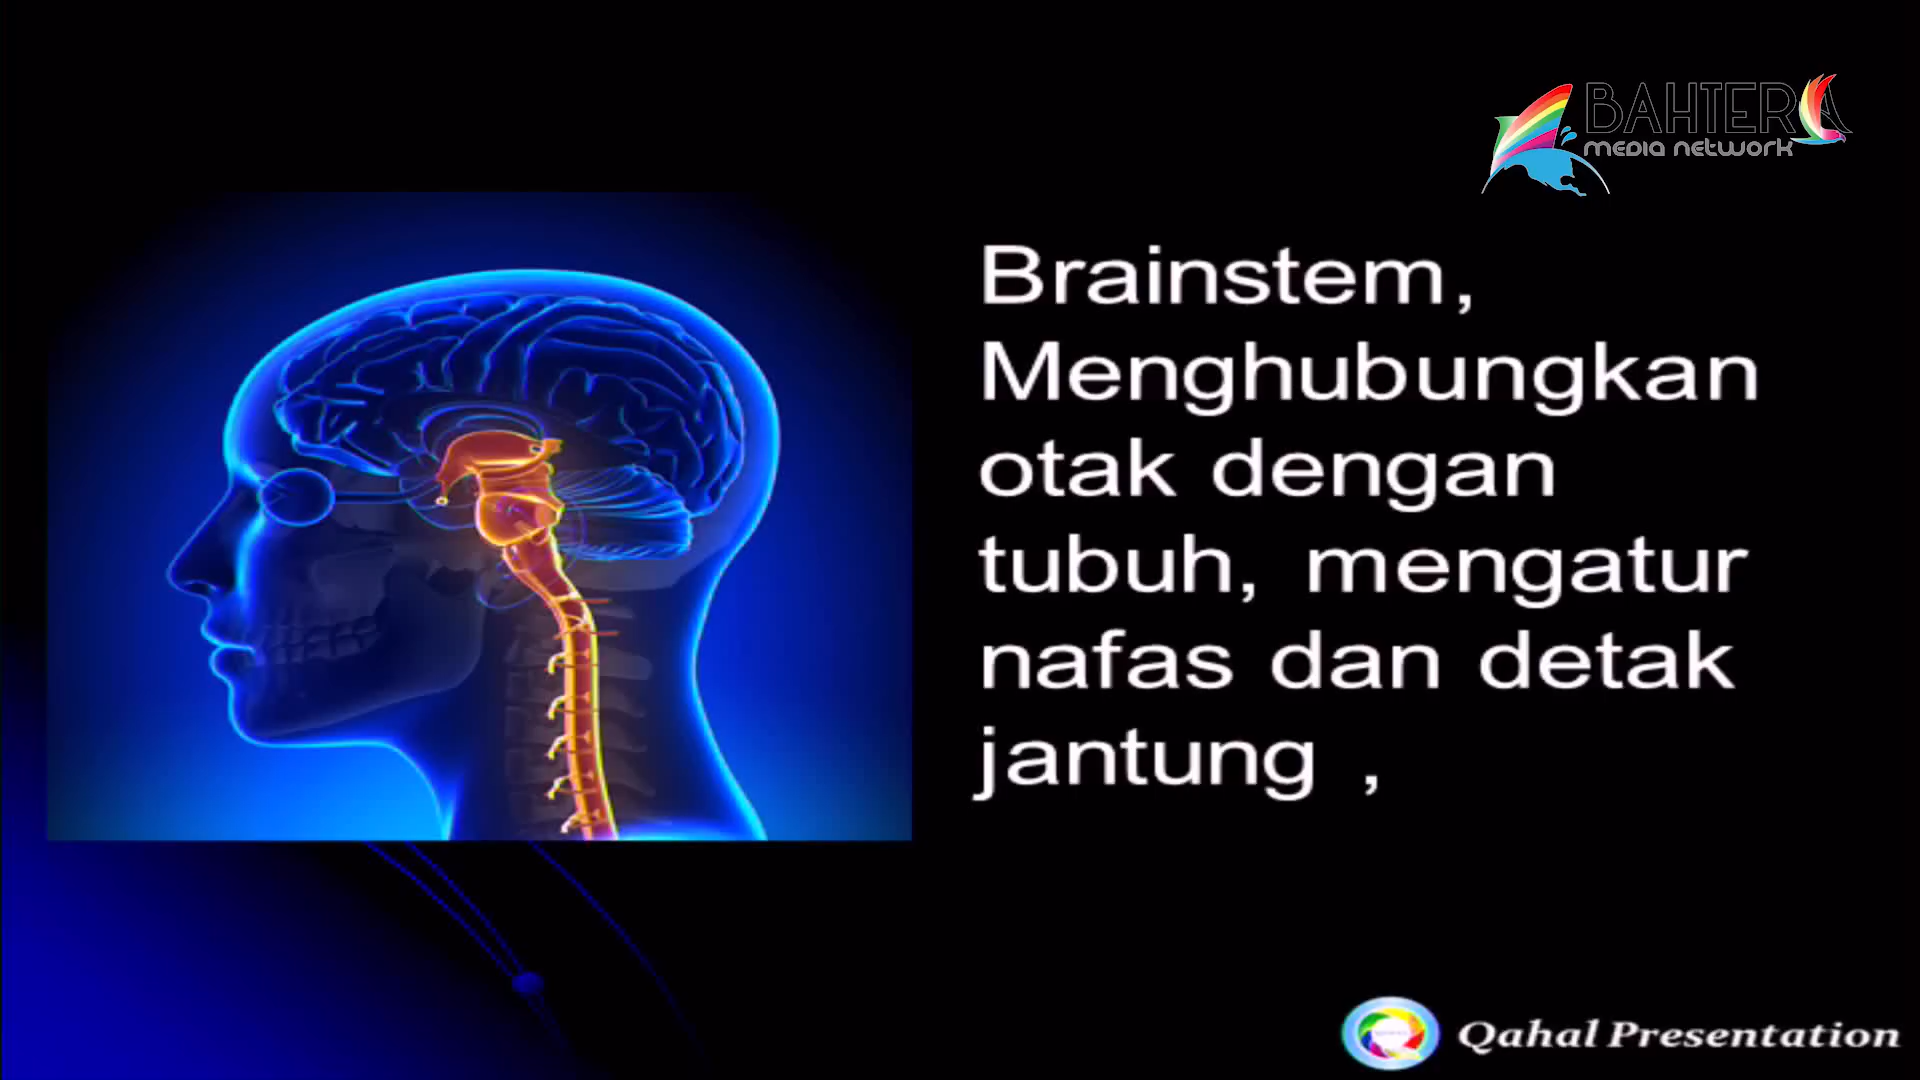 BAHTERA
MEDIA NETWORK
Brainstem,
Menghubungkan
otak dengan
tubuh, mengatur
nafas dan detak
jantung ,
Qahal Presentation